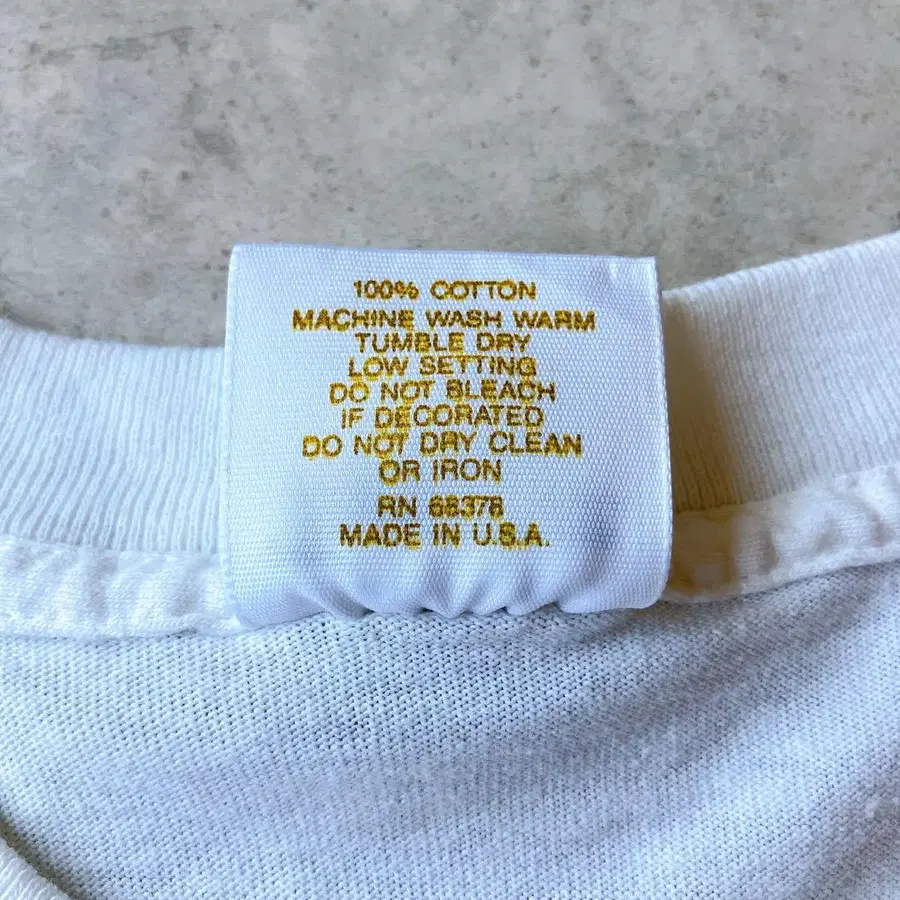 100% COTTON
MACHINE WASH WARM
TUMBLE DRY
LOW SETTING
DO NOT BLEACH
IF DECORATED
DO NOT DRY CLEAN
OR IRON
RN 66378
MADE IN U.S.A.